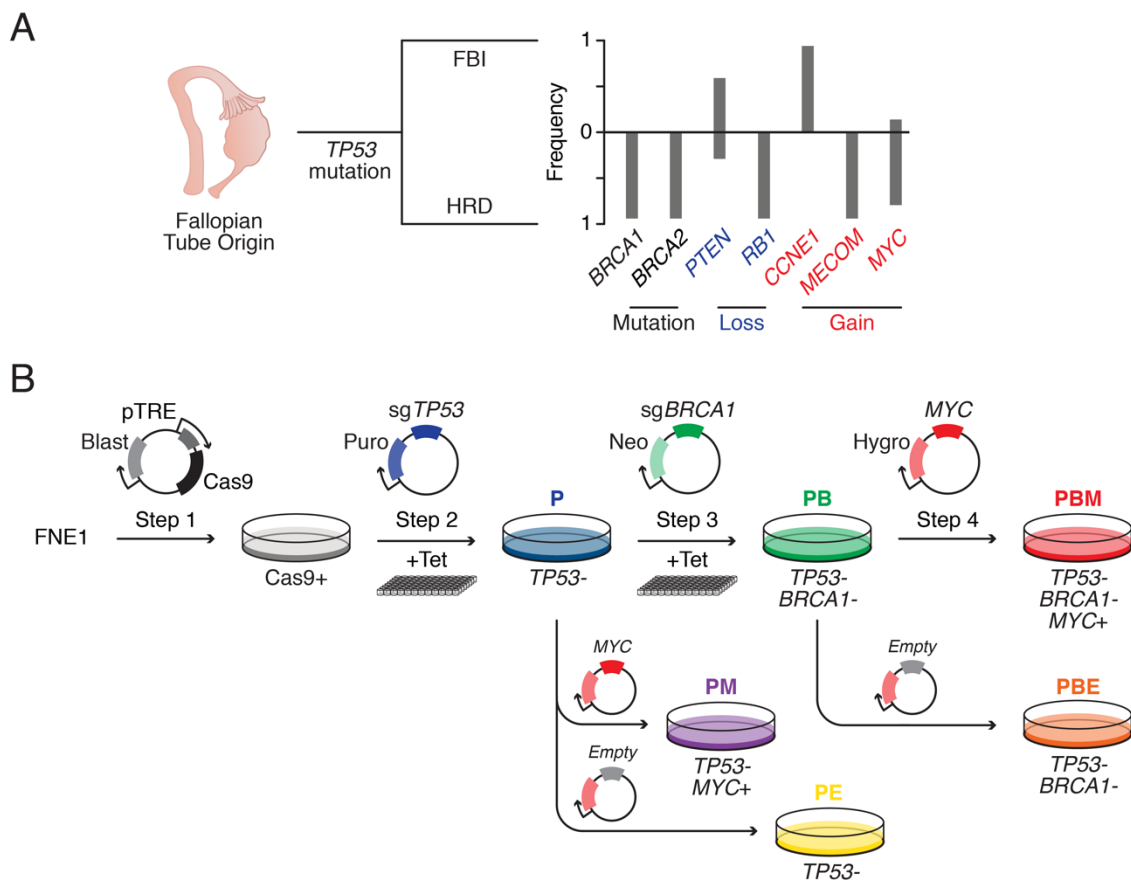 A
FBI
TP53
mutation
HRD
Fallopian
Tube Origin
Frequency
1
0
1
BRCA1
BRCA2
PTEN
RB1
CCNE1
MECOM
MYC
Mutation
Loss
Gain
B
pTRE
Blast
Cas9
sgTP53
Puro
sgBRCA1
Neo
MYC
Hygro
FNE1
Step 1
Cas9+
Step 2
+Tet
P
TP53-
Step 3
+Tet
PB
TP53-
BRCA1-
Step 4
PBM
TP53-
BRCA1-
MYC+
MYC
PM
TP53-
MYC+
Empty
PBE
TP53-
BRCA1-
Empty
PE
TP53-